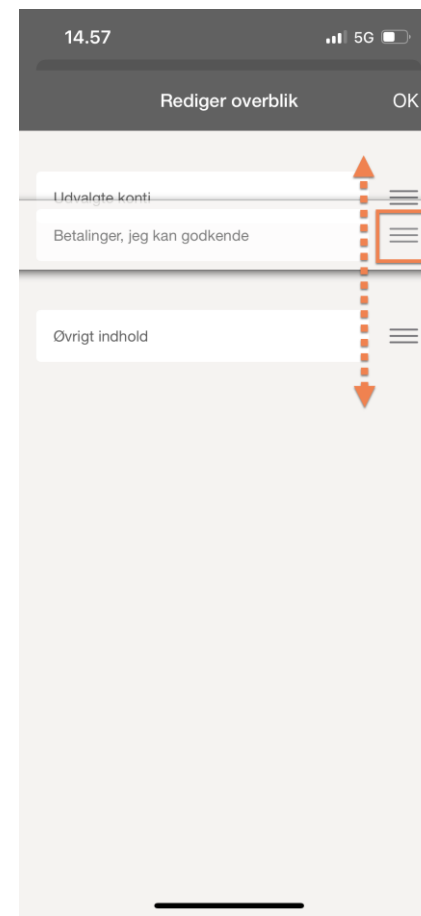 14.57
5G
Rediger overblik
OK
Udvalgte konti
Betalinger, jeg kan godkende
Øvrigt indhold